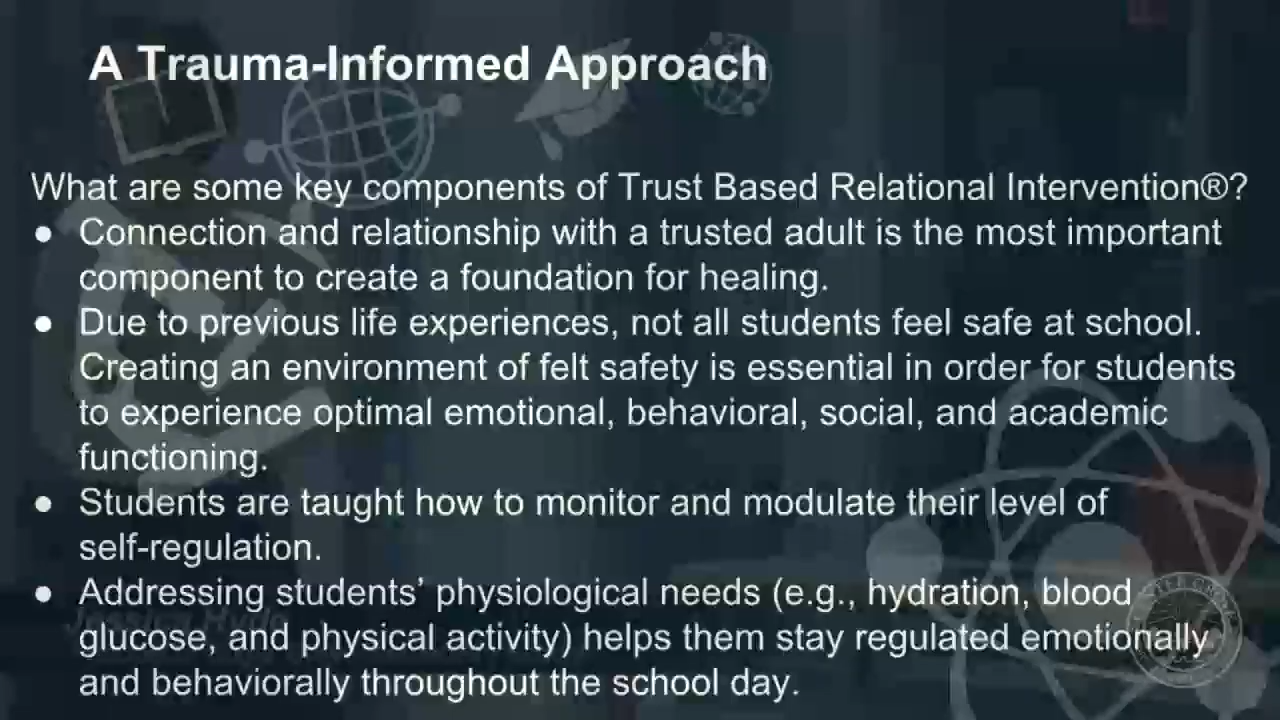 A Trauma-Informed Approach
What are some key components of Trust Based Relational Intervention®?
● Connection and relationship with a trusted adult is the most important
component to create a foundation for healing.
● Due to previous life experiences, not all students feel safe at school.
Creating an environment of felt safety is essential in order for students
to experience optimal emotional, behavioral, social, and academic
functioning.
● Students are taught how to monitor and modulate their level of
self-regulation.
● Addressing students’ physiological needs (e.g., hydration, blood
glucose, and physical activity) helps them stay regulated emotionally
and behaviorally throughout the school day.